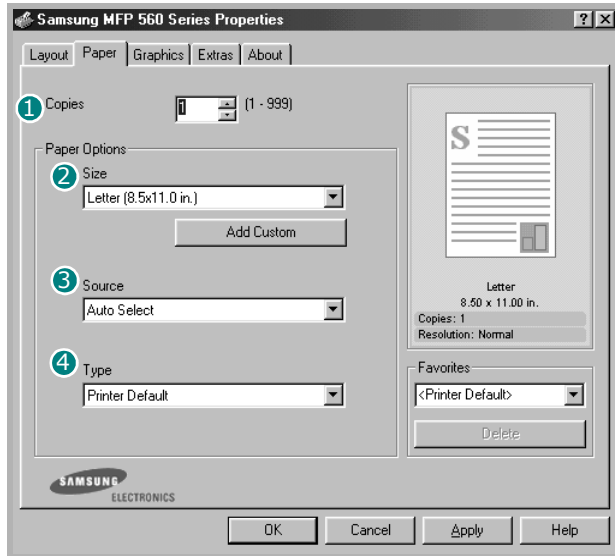 Samsung MFP 560 Series Properties
Layout Paper Graphics Extras About
1 Copies 1 (1 - 999)
Paper Options
2 Size
Letter (8.5x11.0 in.)
Add Custom
3 Source
Auto Select
4 Type
Printer Default
S
Letter
8.50 x 11.00 in.
Copies: 1
Resolution: Normal
Favorites
<Printer Default>
Delete
SAMSUNG
ELECTRONICS
OK Cancel Apply Help